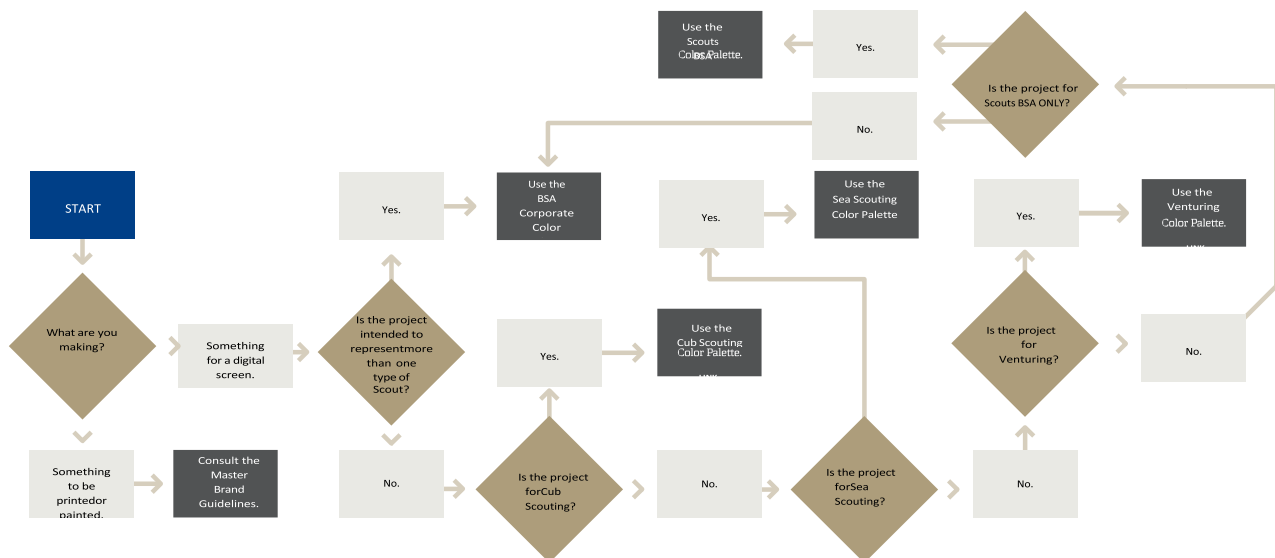 START
What are you
making?
Something
for a digital
screen.
Something
to be
printedor
painted.
Consult the
Master
Brand
Guidelines.
Is the project
intended to
representmore
than one
type of
Scout?
Yes.
Use the
BSA
Corporate
Color
No.
Is the project
forCub
Scouting?
Yes.
Use the
Cub Scouting
Color Palette.
No.
Is the project
forSea
Scouting?
Yes.
Use the
Sea Scouting
Color Palette
No.
Is the project
for
Venturing?
Yes.
Use the
Venturing
Color Palette.
No.
Is the project for
Scouts BSA ONLY?
Yes.
Use the
Scouts
BSA
Color Palette.
No.